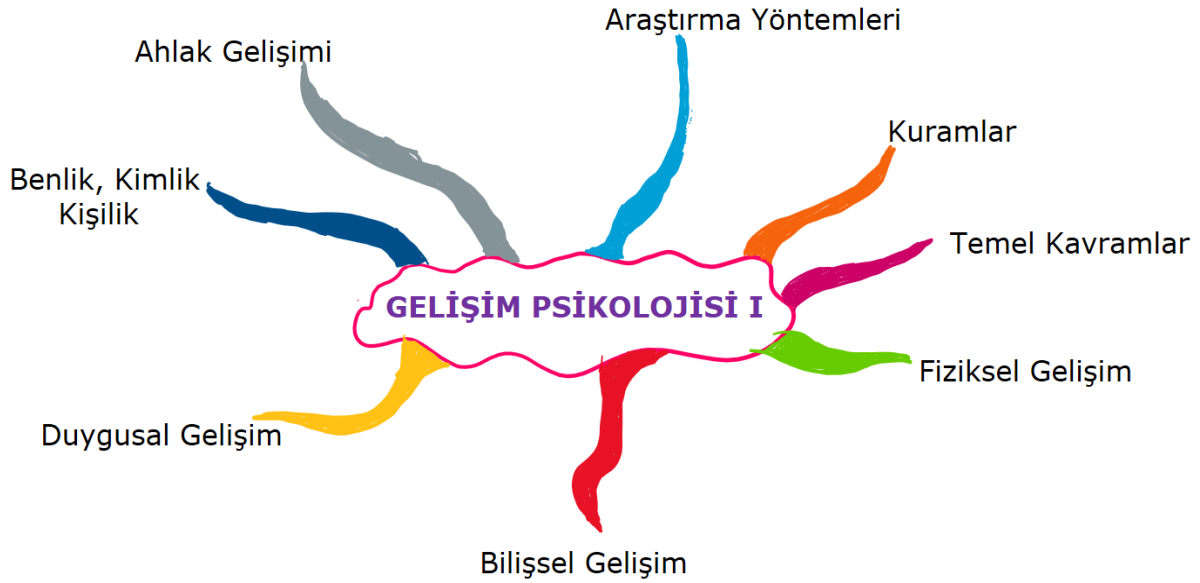 Araştırma Yöntemleri
Ahlak Gelişimi
Kuramlar
Benlik, Kimlik
Kişilik
Temel Kavramlar
GELİŞİM PSİKOLOJİSİ I
Fiziksel Gelişim
Duygusal Gelişim
Bilişsel Gelişim